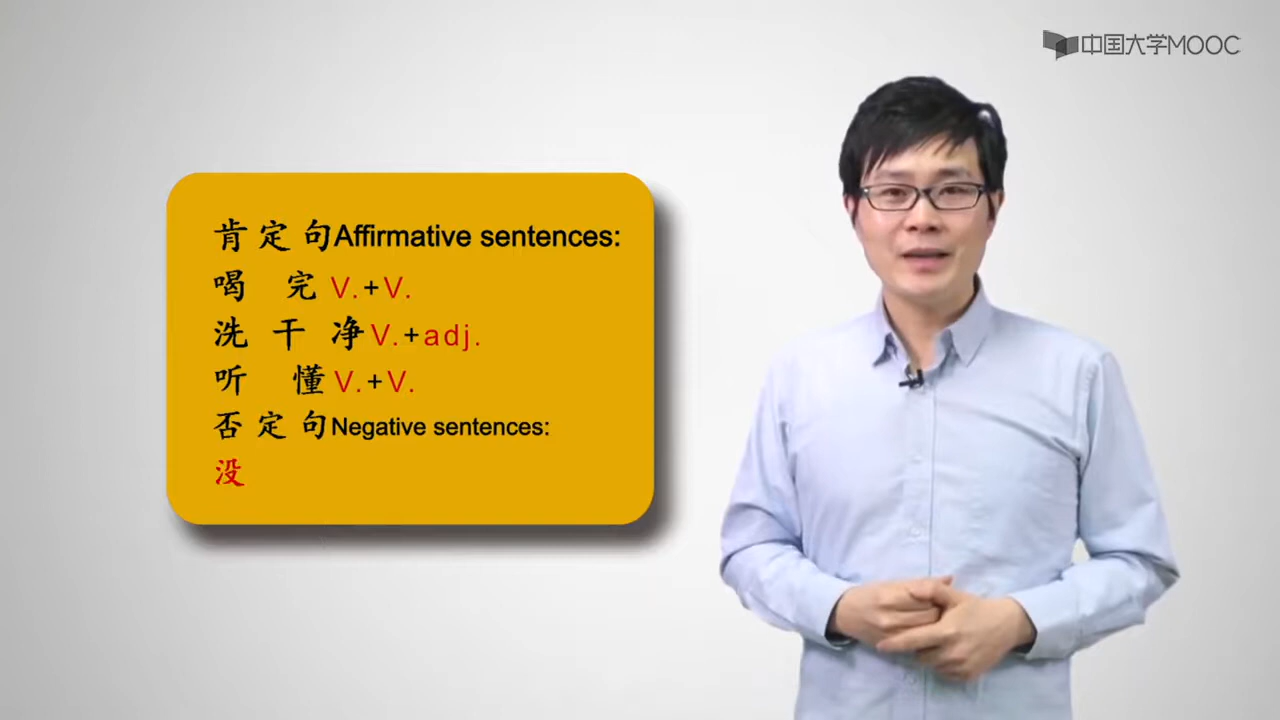 中国大学MOOC
肯定句Affirmative sentences:
喝 完 V.+V.
洗 干 净 V.+adj.
听 懂 V.+V.
否定句Negative sentences:
没